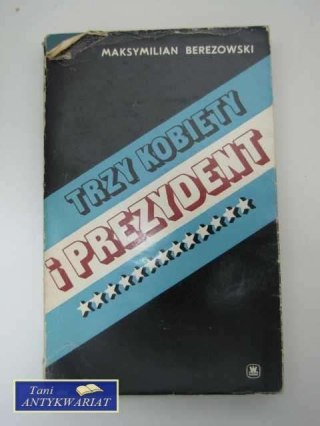 MAKSYMILIAN BEREZOWSKI
TRZY KOBIETY
i PREZYDENT
Tani
ANTYKWARIAT